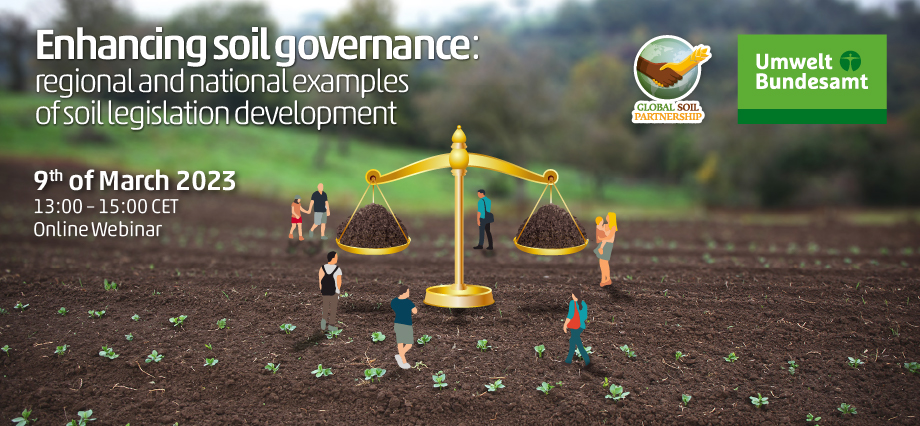 Enhancing soil governance:
regional and national examples
of soil legislation development
9th of March 2023
13:00 – 15:00 CET
Online Webinar
GLOBAL SOIL
PARTNERSHIP
Umwelt
Bundesamt